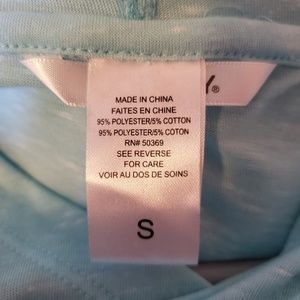 Y®
MADE IN CHINA
FAITES EN CHINE
95% POLYESTER/5% COTTON
95% POLYESTER/5% COTON
RN# 50369
SEE REVERSE
FOR CARE
VOIR AU DOS DE SOINS
S